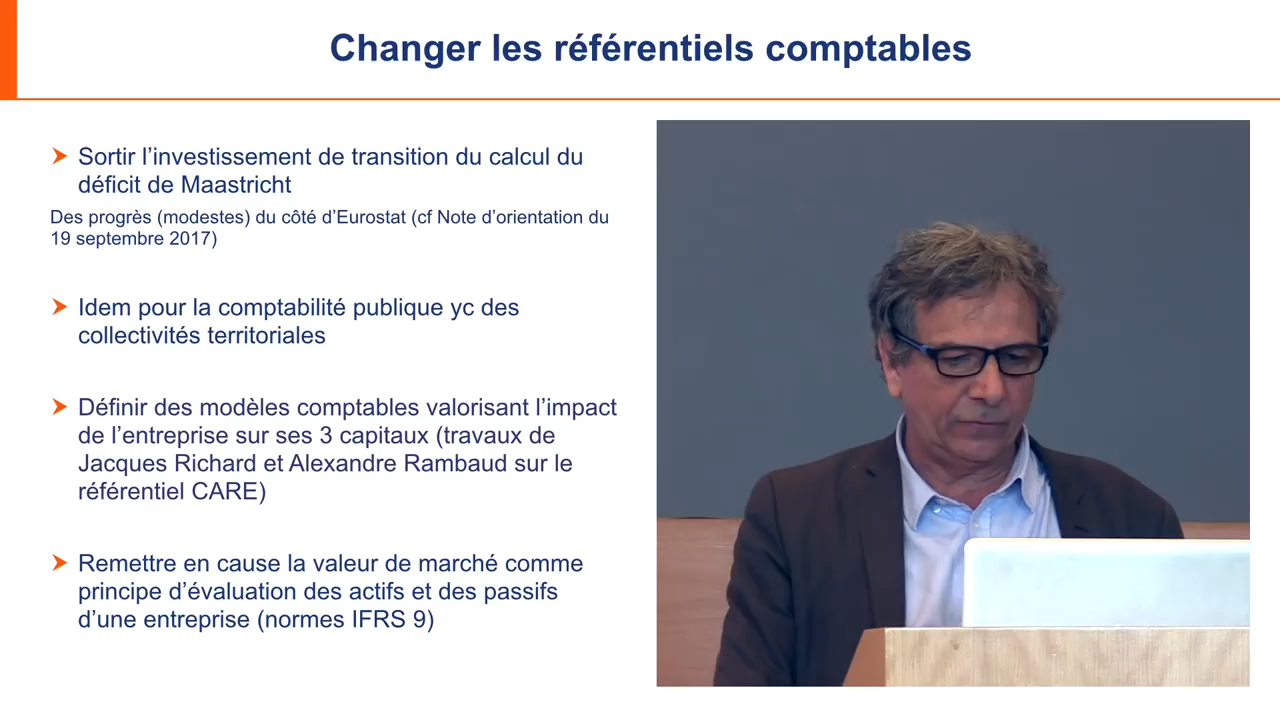 Changer les référentiels comptables
Sortir l’investissement de transition du calcul du
déficit de Maastricht
Des progrès (modestes) du côté d’Eurostat (cf Note d’orientation du
19 septembre 2017)
Idem pour la comptabilité publique yc des
collectivités territoriales
Définir des modèles comptables valorisant l’impact
de l’entreprise sur ses 3 capitaux (travaux de
Jacques Richard et Alexandre Rambaud sur le
référentiel CARE)
Remettre en cause la valeur de marché comme
principe d’évaluation des actifs et des passifs
d’une entreprise (normes IFRS 9)